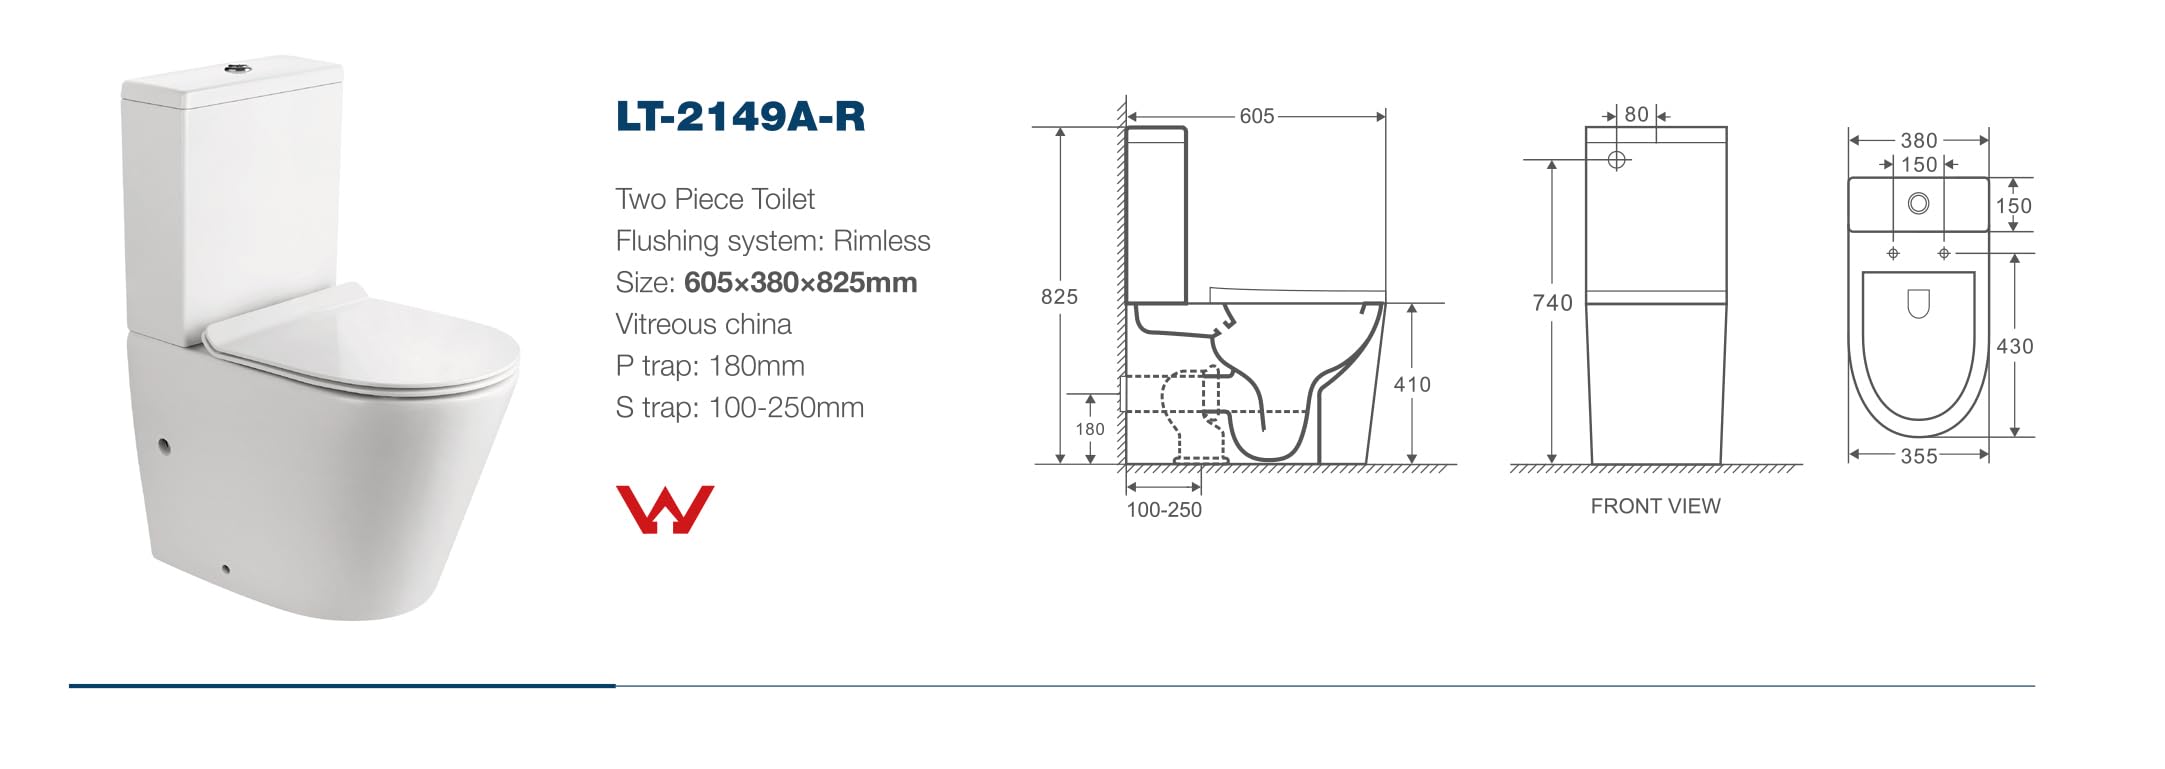 LT-2149A-R
Two Piece Toilet
Flushing system: Rimless
Size: 605×380×825mm
Vitreous china
P trap: 180mm
S trap: 100-250mm
605
825
180
410
100-250
80
740
FRONT VIEW
380
150
150
430
355